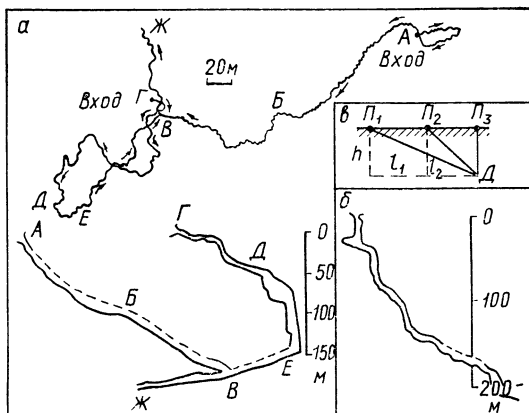 а
Ж
20м
А
Вход
Вход
Г
В
Б
Д
Е
в
П₁
П₂
П₃
h
l₁
l₂
Д
А
Б
В
Ж
Г
Д
Е
0
50
100
150
м
б
0
100
200
м